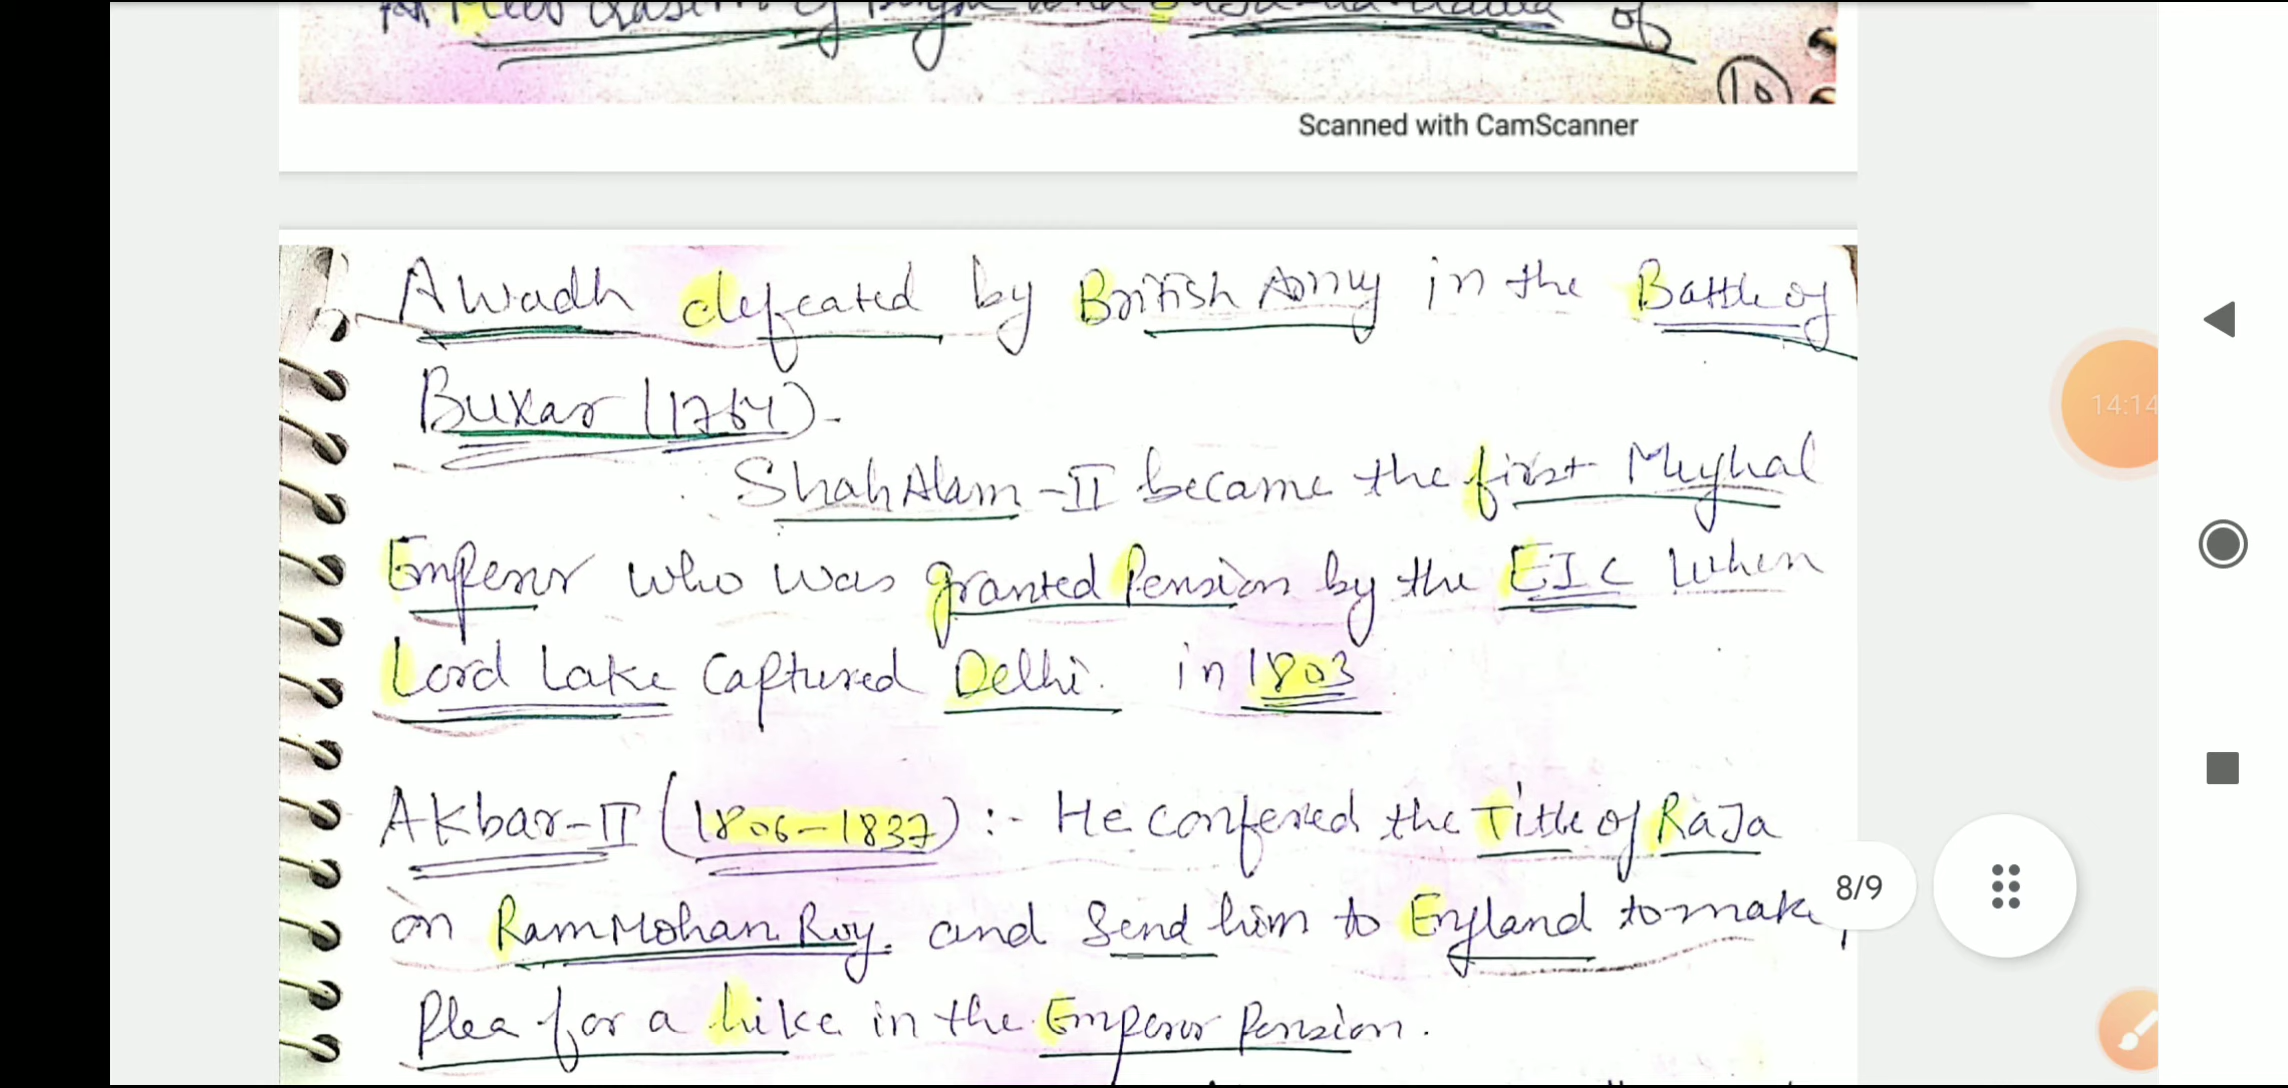 of
10
Scanned with CamScanner
Awadh defeated by British Army in the Battle of
Buxar (1764).
Shah Alam-II became the first Mughal
Emperor who was granted Pension by the EIC when
Lord Lake Captured Delhi. in 1803
14:14
Akbar-II (1806-1837) :- He confered the Title of RaJa
on Ram Mohan Roy. and Send him to England to make
Plea for a hike in the Emperor Pension.
8/9